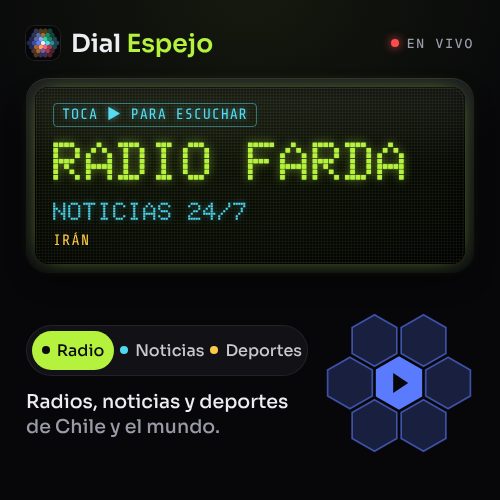 Dial Espejo
EN VIVO
TOCA ▶ PARA ESCUCHAR
RADIO FARDA
NOTICIAS 24/7
IRÁN
Radio
Noticias
Deportes
Radios, noticias y deportes
de Chile y el mundo.